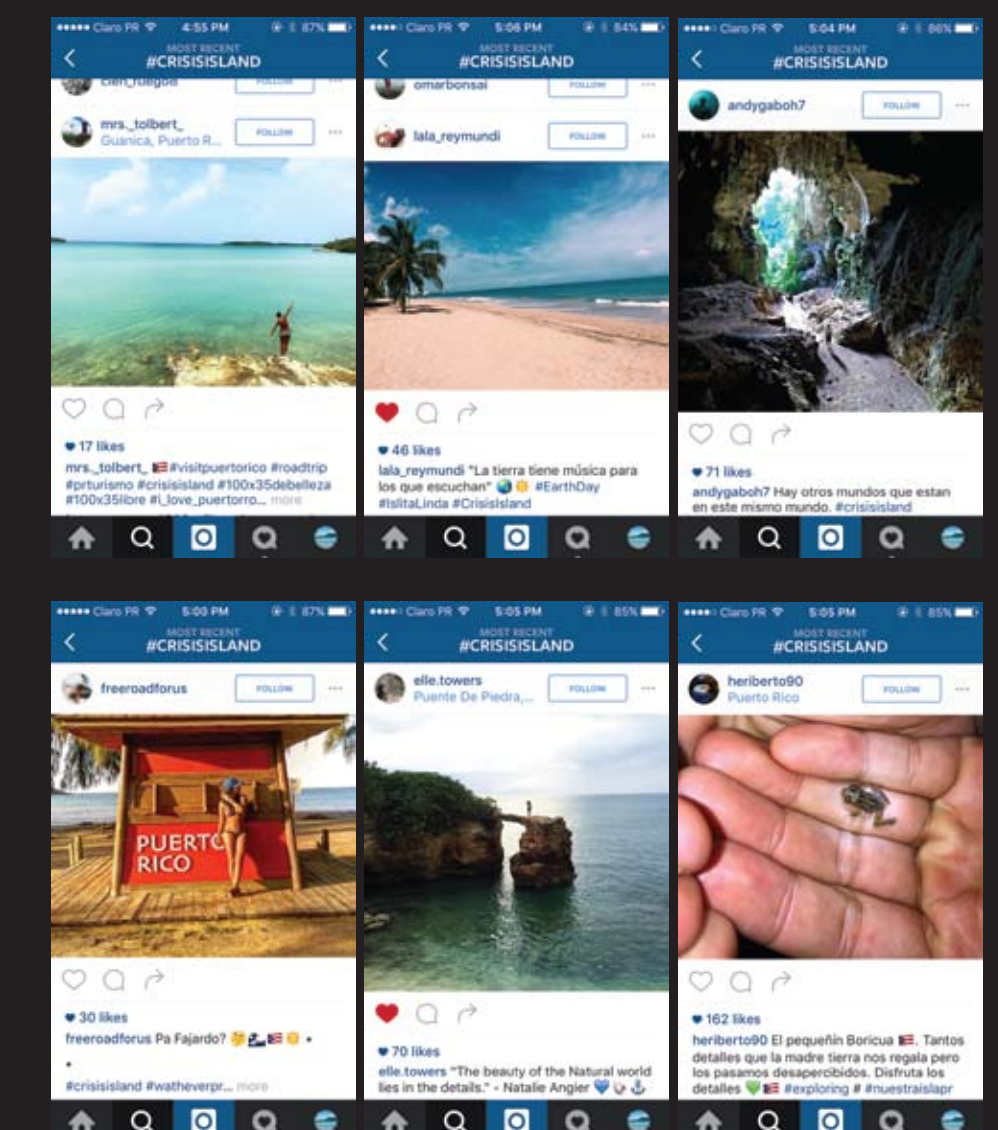 Claro PR 4:55 PM 87%
MOST RECENT
#CRISISISLAND
FOLLOW
mrs._tolbert_
Guanica, Puerto R...
FOLLOW
17 likes
mrs._tolbert_ #visitpuertorico #roadtrip
#prturismo #crisisisland #100x35debelleza
#100x35libre #i_love_puertorro... more
Claro PR 5:06 PM 84%
MOST RECENT
#CRISISISLAND
omarbonsai
FOLLOW
lala_reymundi
FOLLOW
46 likes
lala_reymundi "La tierra tiene música para
los que escuchan" #EarthDay
#IslitaLinda #CrisisIsland
Claro PR 5:04 PM 86%
MOST RECENT
#CRISISISLAND
andygaboh7
FOLLOW
71 likes
andygaboh7 Hay otros mundos que estan
en este mismo mundo. #crisisisland
Claro PR 5:00 PM 87%
MOST RECENT
#CRISISISLAND
freeroadforus
FOLLOW
PUERTO
RICO
30 likes
freeroadforus Pa Fajardo?
#crisisisland #watheverpr... more
Claro PR 5:05 PM 85%
MOST RECENT
#CRISISISLAND
elle.towers
Puente De Piedra,...
FOLLOW
70 likes
elle.towers "The beauty of the Natural world
lies in the details." - Natalie Angier
Claro PR 5:05 PM 85%
MOST RECENT
#CRISISISLAND
heriberto90
Puerto Rico
FOLLOW
162 likes
heriberto90 El pequeñin Boricua. Tantos
detalles que la madre tierra nos regala pero
los pasamos desapercibidos. Disfruta los
detalles #exploring # #nuestraislapr